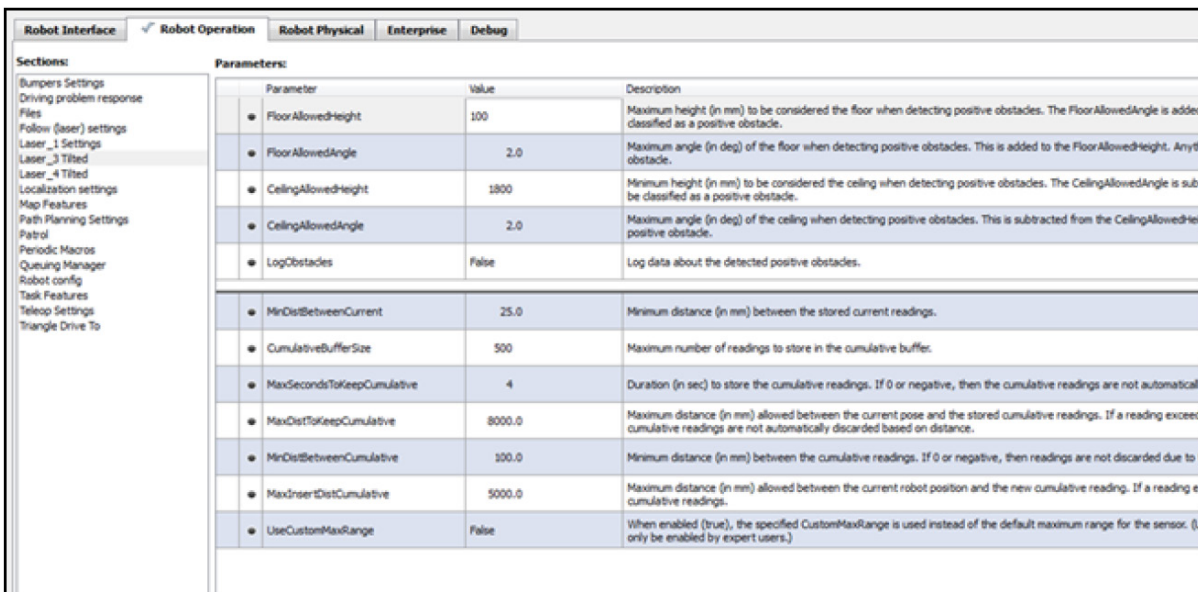 Robot Interface Robot Operation Robot Physical Enterprise Debug
Sections:
Bumpers Settings
Driving problem response
Files
Follow (laser) settings
Laser_1 Settings
Laser_3 Tilted
Laser_4 Tilted
Localization settings
Map Features
Path Planning Settings
Patrol
Periodic Macros
Queuing Manager
Robot config
Task Features
Teleop Settings
Triangle Drive To
Parameters:
Parameter Value Description
FloorAllowedHeight 100 Maximum height (in mm) to be considered the floor when detecting positive obstacles. The FloorAllowedAngle is added
classified as a positive obstacle.
FloorAllowedAngle 2.0 Maximum angle (in deg) of the floor when detecting positive obstacles. This is added to the FloorAllowedHeight. Anyth
obstacle.
CeilingAllowedHeight 1800 Minimum height (in mm) to be considered the ceiling when detecting positive obstacles. The CeilingAllowedAngle is sub
be classified as a positive obstacle.
CeilingAllowedAngle 2.0 Maximum angle (in deg) of the ceiling when detecting positive obstacles. This is subtracted from the CeilingAllowedHei
positive obstacle.
LogObstacles False Log data about the detected positive obstacles.
MinDistBetweenCurrent 25.0 Minimum distance (in mm) between the stored current readings.
CumulativeBufferSize 500 Maximum number of readings to store in the cumulative buffer.
MaxSecondsToKeepCumulative 4 Duration (in sec) to store the cumulative readings. If 0 or negative, then the cumulative readings are not automaticall
MaxDistToKeepCumulative 8000.0 Maximum distance (in mm) allowed between the current pose and the stored cumulative readings. If a reading exceed
cumulative readings are not automatically discarded based on distance.
MinDistBetweenCumulative 100.0 Minimum distance (in mm) between the cumulative readings. If 0 or negative, then readings are not discarded due to
MaxInsertDistCumulative 5000.0 Maximum distance (in mm) allowed between the current robot position and the new cumulative reading. If a reading e
cumulative readings.
UseCustomMaxRange False When enabled (true), the specified CustomMaxRange is used instead of the default maximum range for the sensor. (U
only be enabled by expert users.)